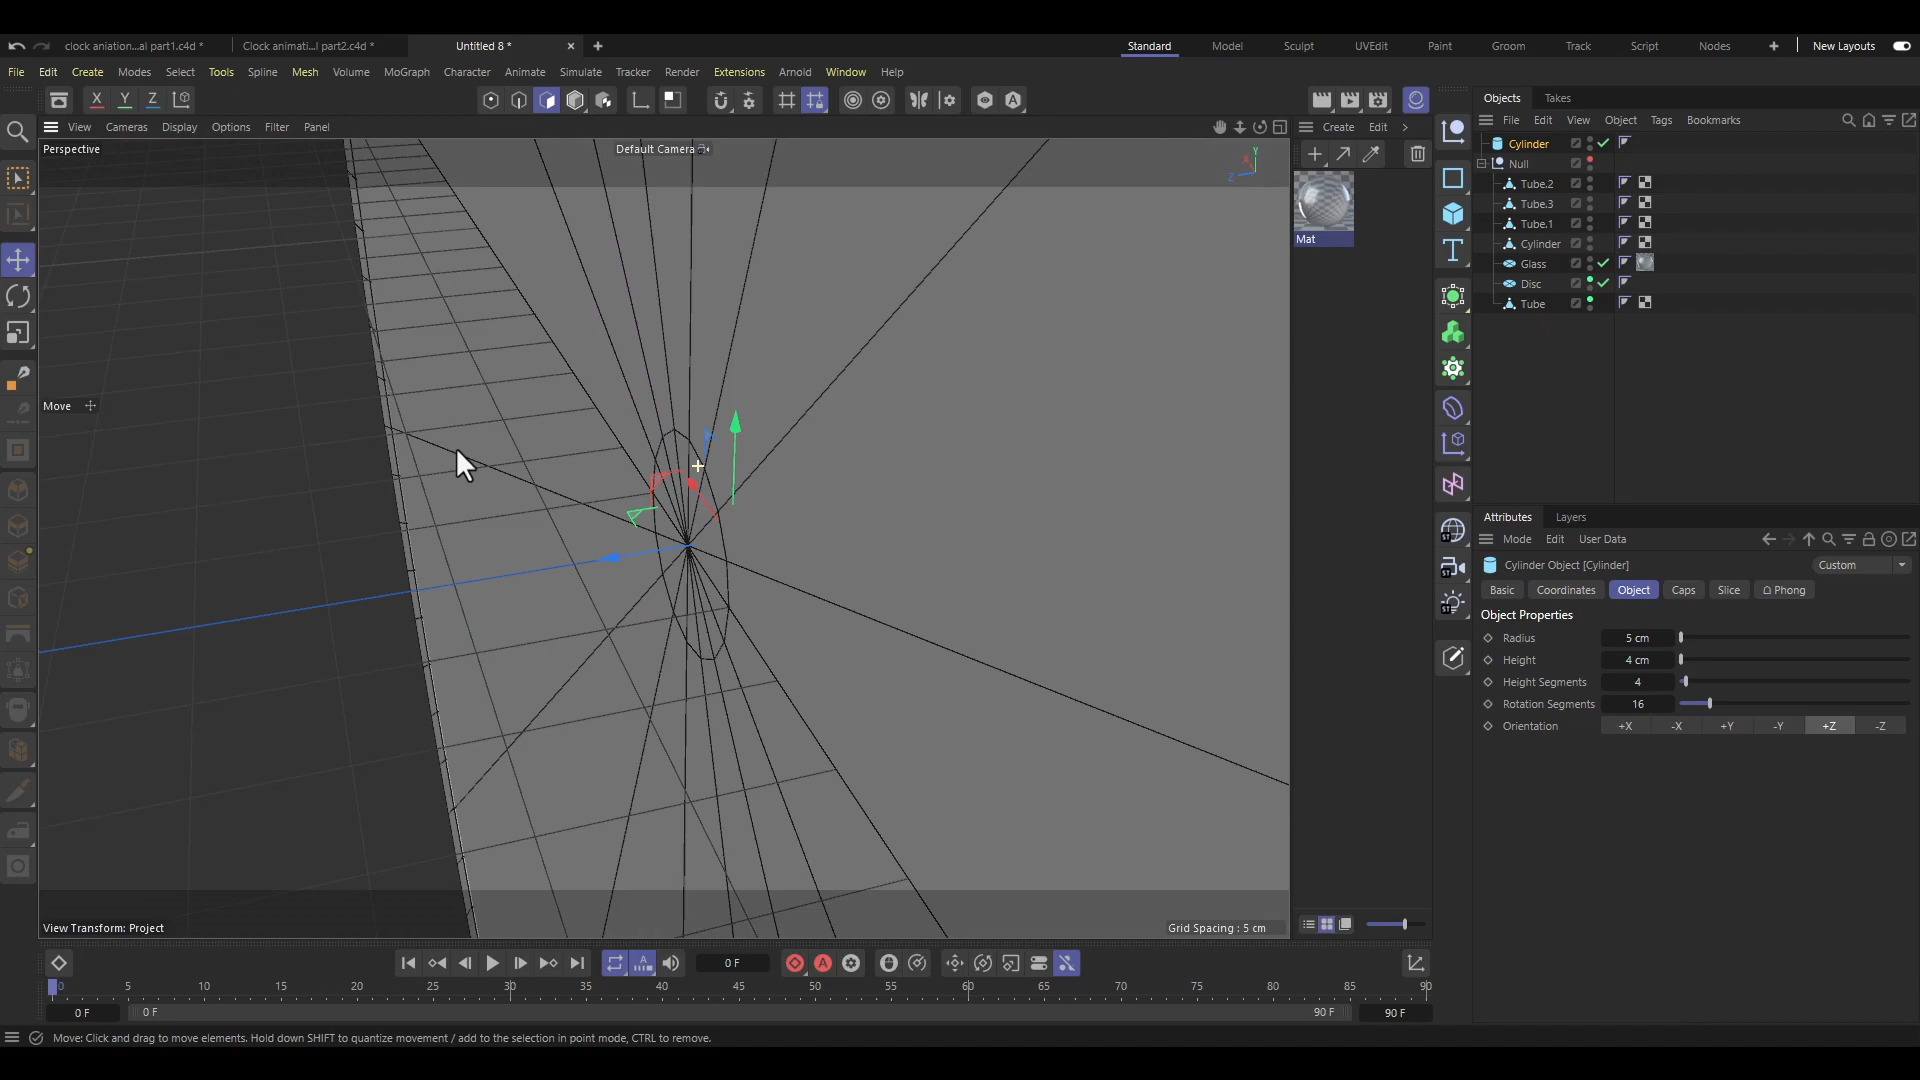 clock aniation...al part1.c4d *
Clock animati...l part2.c4d *
Untitled 8 *
Standard
Model
Sculpt
UVEdit
Paint
Groom
Track
Script
Nodes
New Layouts
File Edit Create Modes Select Tools Spline Mesh Volume MoGraph Character Animate Simulate Tracker Render Extensions Arnold Window Help
X Y Z
Objects Takes
View Cameras Display Options Filter Panel
Create Edit
File Edit View Object Tags Bookmarks
Perspective
Default Camera
Y
X
Z
Cylinder
Null
Tube.2
Tube.3
Tube.1
Cylinder
Glass
Disc
Tube
Mat
Move
Attributes Layers
Mode Edit User Data
Cylinder Object [Cylinder]
Custom
Basic Coordinates Object Caps Slice Phong
Object Properties
Radius 5 cm
Height 4 cm
Height Segments 4
Rotation Segments 16
Orientation +X -X +Y -Y +Z -Z
View Transform: Project
Grid Spacing : 5 cm
0 F
0 5 10 15 20 25 30 35 40 45 50 55 60 65 70 75 80 85 90
0 F
0 F
90 F
90 F
Move: Click and drag to move elements. Hold down SHIFT to quantize movement / add to the selection in point mode, CTRL to remove.